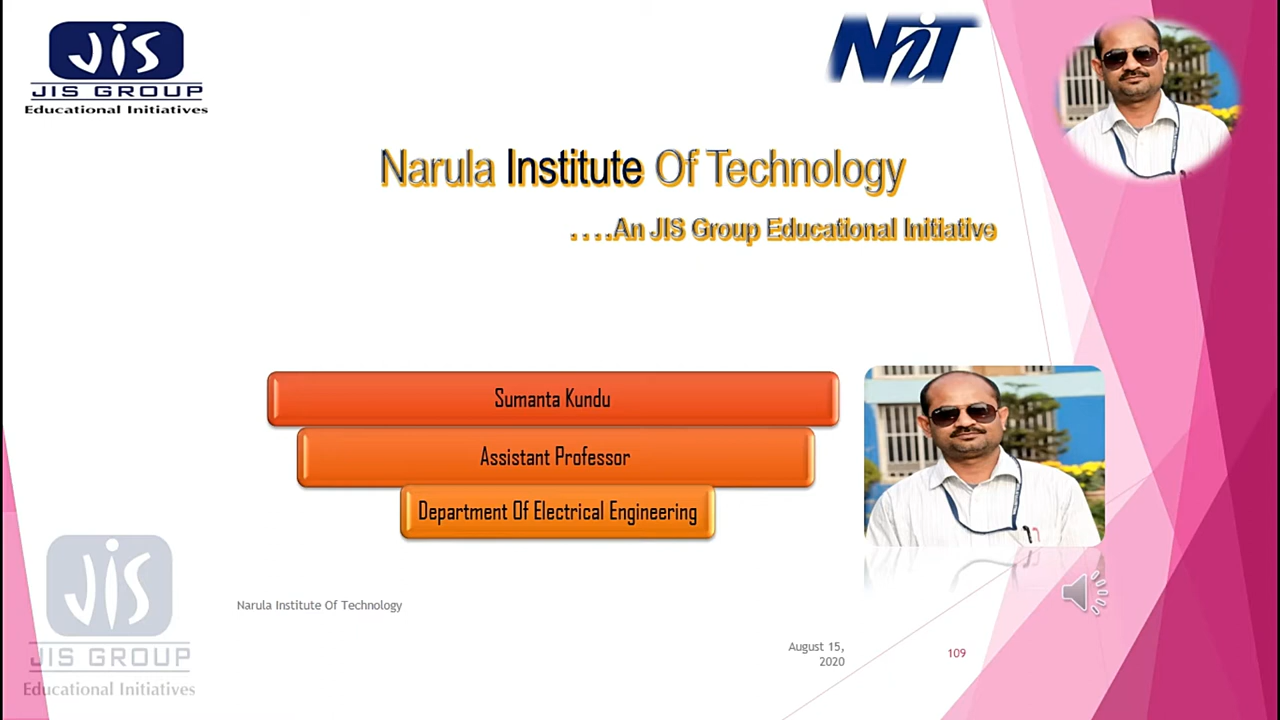 JIS
JIS GROUP
Educational Initiatives
NiT
Narula Institute Of Technology
....An JIS Group Educational Initiative
Sumanta Kundu
Assistant Professor
Department Of Electrical Engineering
JIS
JIS GROUP
Educational Initiatives
Narula Institute Of Technology
August 15,
2020
109